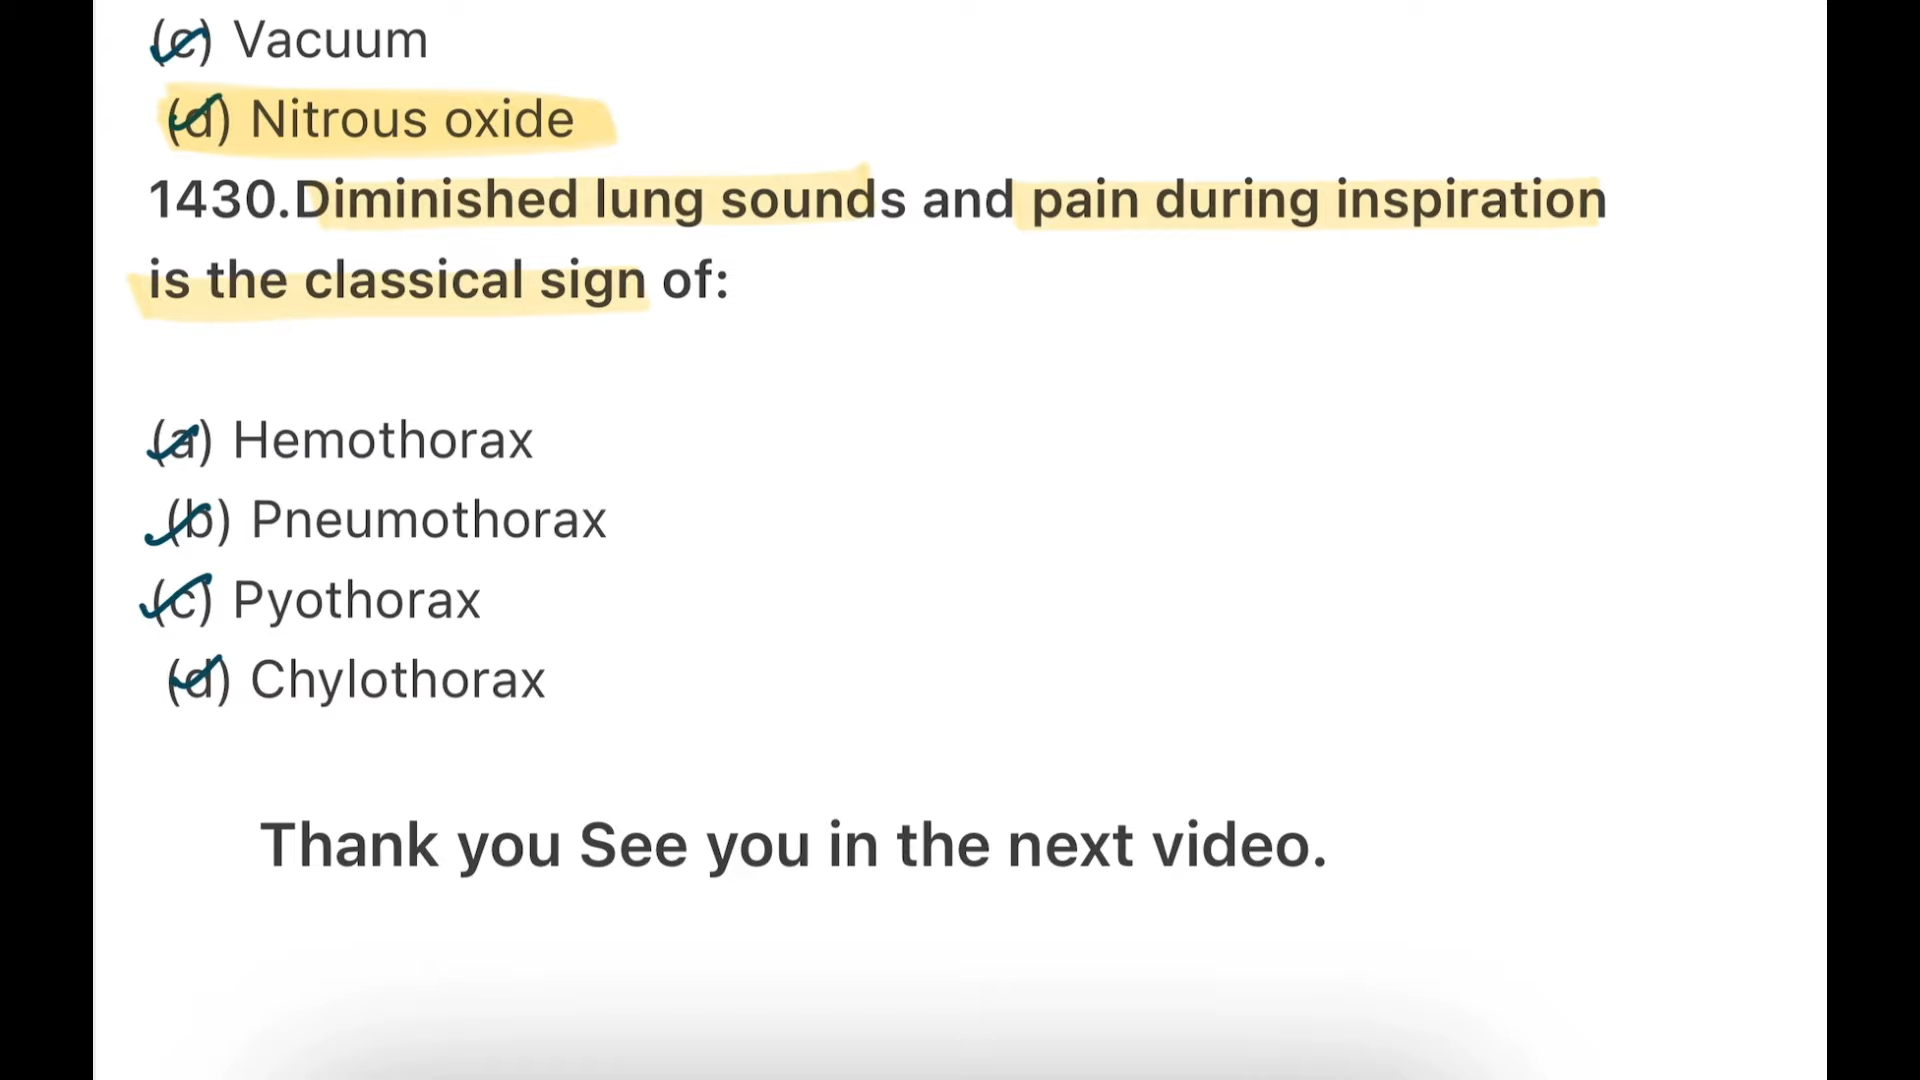 (c) Vacuum
(d) Nitrous oxide
1430.Diminished lung sounds and pain during inspiration
is the classical sign of:
(a) Hemothorax
(b) Pneumothorax
(c) Pyothorax
(d) Chylothorax
Thank you See you in the next video.